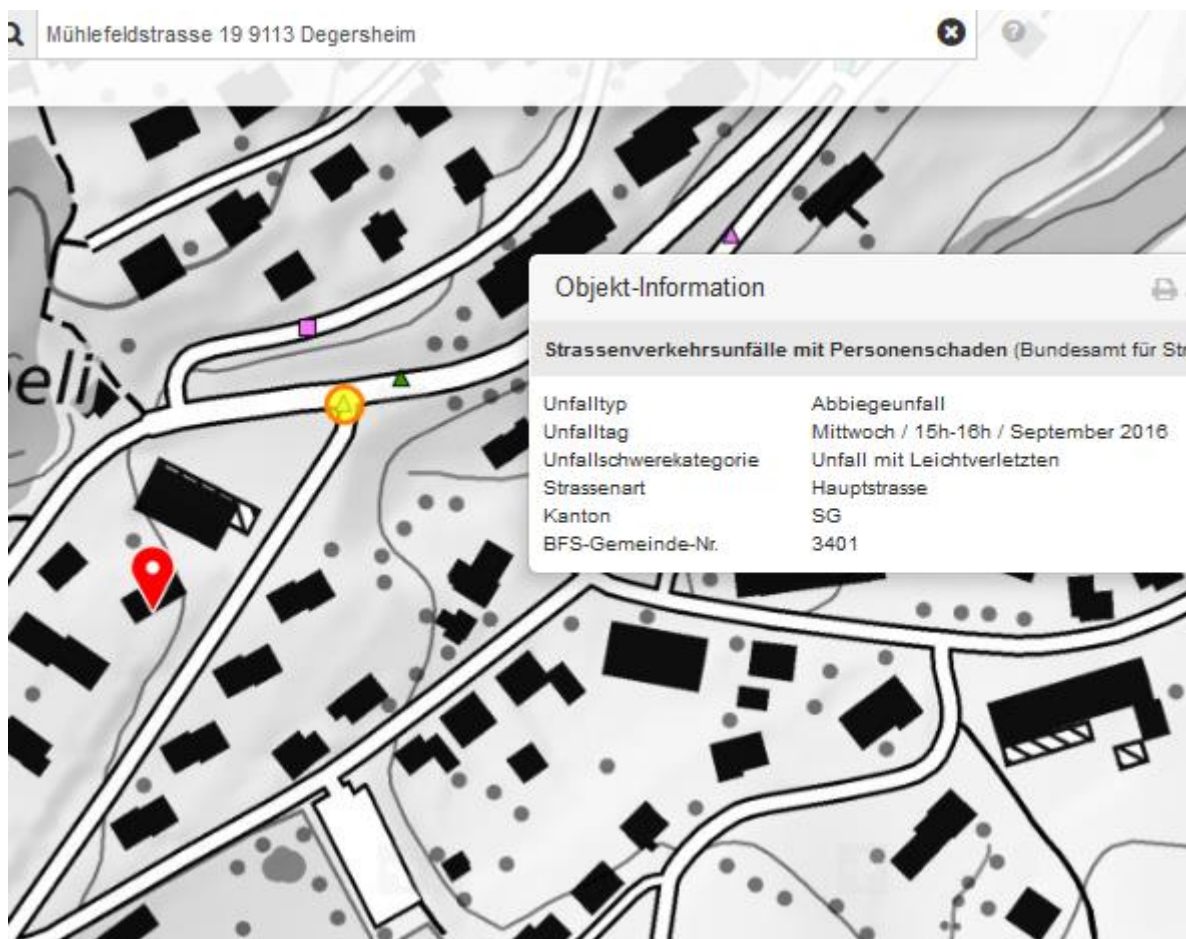 Mühlefeldstrasse 19 9113 Degersheim
Objekt-Information
Strassenverkehrsunfälle mit Personenschaden (Bundesamt für Str
Unfalltyp Abbiegeunfall
Unfalltag Mittwoch / 15h-16h / September 2016
Unfallschwerekategorie Unfall mit Leichtverletzten
Strassenart Hauptstrasse
Kanton SG
BFS-Gemeinde-Nr. 3401
eli